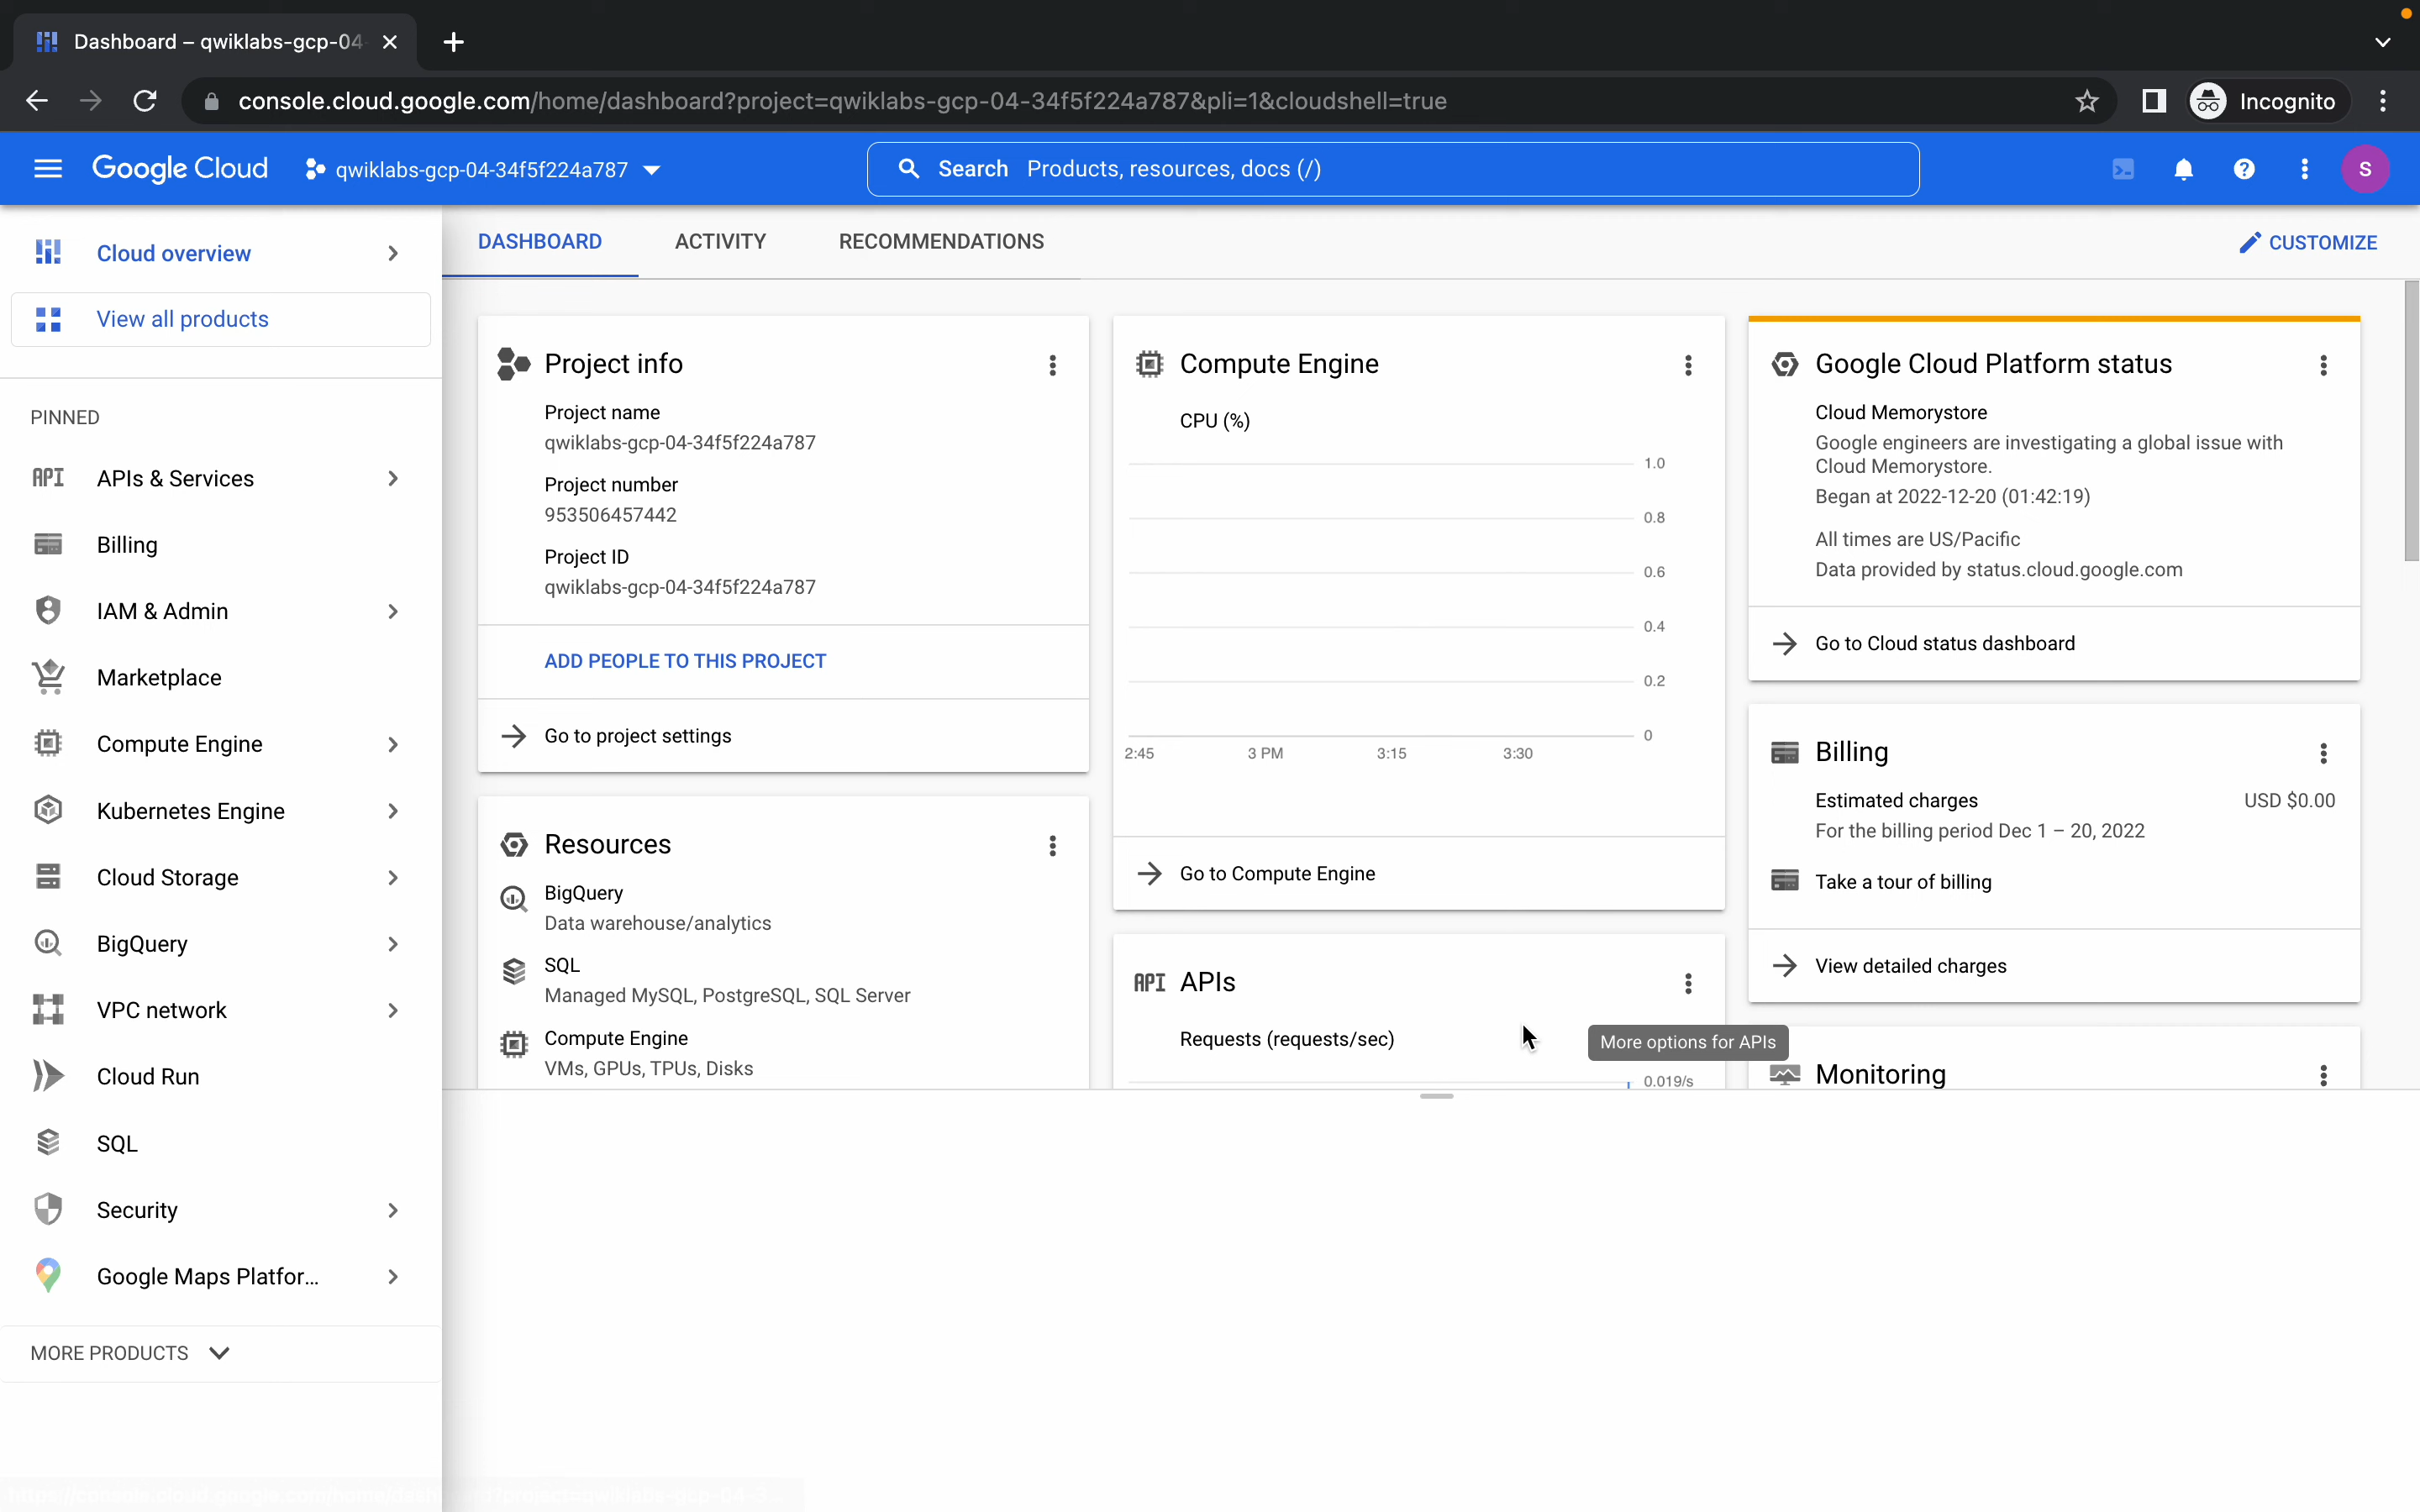 Dashboard – qwiklabs-gcp-04
console.cloud.google.com/home/dashboard?project=qwiklabs-gcp-04-34f5f224a787&pli=1&cloudshell=true
Incognito
Google Cloud
qwiklabs-gcp-04-34f5f224a787
Search Products, resources, docs (/)
S
Cloud overview
View all products
PINNED
API APIs & Services
Billing
IAM & Admin
Marketplace
Compute Engine
Kubernetes Engine
Cloud Storage
BigQuery
VPC network
Cloud Run
SQL
Security
Google Maps Platfor...
MORE PRODUCTS
DASHBOARD
ACTIVITY
RECOMMENDATIONS
CUSTOMIZE
Project info
Project name
qwiklabs-gcp-04-34f5f224a787
Project number
953506457442
Project ID
qwiklabs-gcp-04-34f5f224a787
ADD PEOPLE TO THIS PROJECT
Go to project settings
Resources
BigQuery
Data warehouse/analytics
SQL
Managed MySQL, PostgreSQL, SQL Server
Compute Engine
VMs, GPUs, TPUs, Disks
Compute Engine
CPU (%)
1.0
0.8
0.6
0.4
0.2
0
2:45 3 PM 3:15 3:30
Go to Compute Engine
API APIs
Requests (requests/sec)
0.019/s
More options for APIs
Google Cloud Platform status
Cloud Memorystore
Google engineers are investigating a global issue with
Cloud Memorystore.
Began at 2022-12-20 (01:42:19)
All times are US/Pacific
Data provided by status.cloud.google.com
Go to Cloud status dashboard
Billing
Estimated charges USD $0.00
For the billing period Dec 1 – 20, 2022
Take a tour of billing
View detailed charges
Monitoring